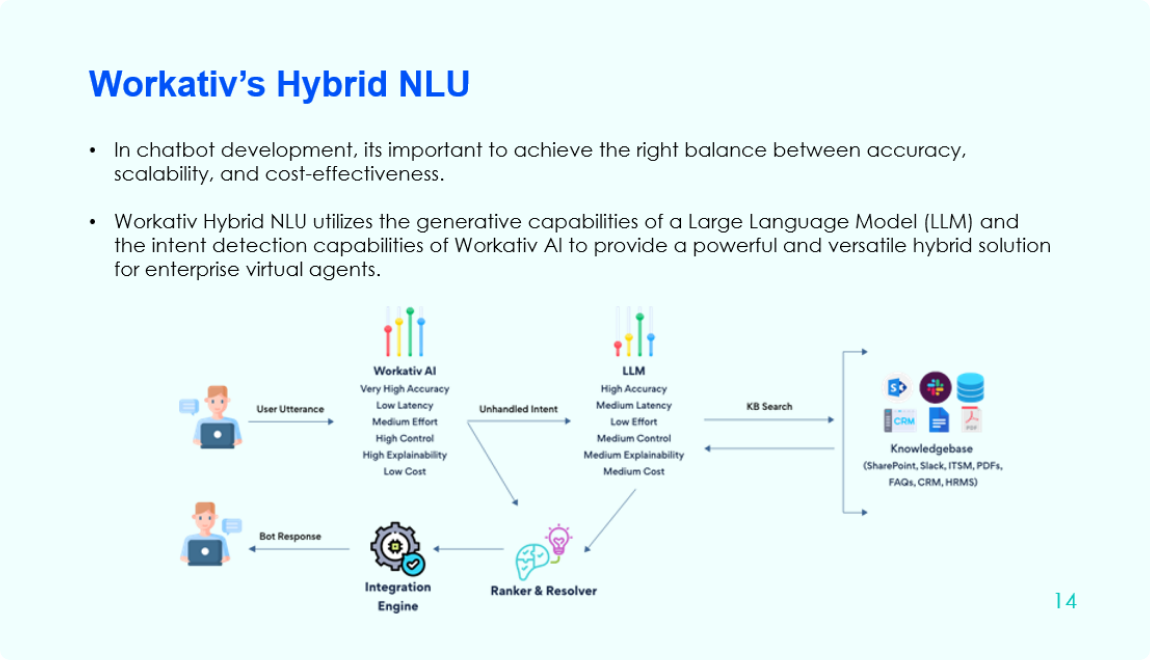 Workativ’s Hybrid NLU
• In chatbot development, its important to achieve the right balance between accuracy,
scalability, and cost-effectiveness.
• Workativ Hybrid NLU utilizes the generative capabilities of a Large Language Model (LLM) and
the intent detection capabilities of Workativ AI to provide a powerful and versatile hybrid solution
for enterprise virtual agents.
User Utterance
Workativ AI
Very High Accuracy
Low Latency
Medium Effort
High Control
High Explainability
Low Cost
Unhandled Intent
LLM
High Accuracy
Medium Latency
Low Effort
Medium Control
Medium Explainability
Medium Cost
KB Search
S
CRM
PDF
Knowledgebase
(SharePoint, Slack, ITSM, PDFs,
FAQs, CRM, HRMS)
Bot Response
Integration
Engine
Ranker & Resolver
14